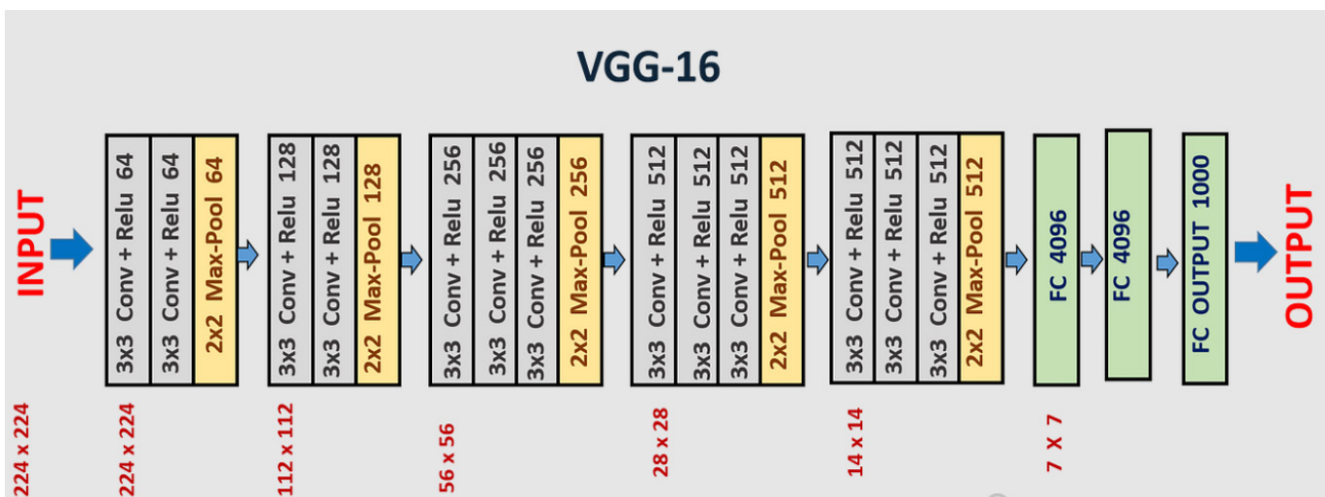 VGG-16
INPUT
3x3 Conv + Relu 64
3x3 Conv + Relu 64
2x2 Max-Pool 64
3x3 Conv + Relu 128
3x3 Conv + Relu 128
2x2 Max-Pool 128
3x3 Conv + Relu 256
3x3 Conv + Relu 256
3x3 Conv + Relu 256
2x2 Max-Pool 256
3x3 Conv + Relu 512
3x3 Conv + Relu 512
3x3 Conv + Relu 512
2x2 Max-Pool 512
3x3 Conv + Relu 512
3x3 Conv + Relu 512
3x3 Conv + Relu 512
2x2 Max-Pool 512
FC 4096
FC 4096
FC OUTPUT 1000
OUTPUT
224 x 224
224 x 224
112 x 112
56 x 56
28 x 28
14 x 14
7 X 7